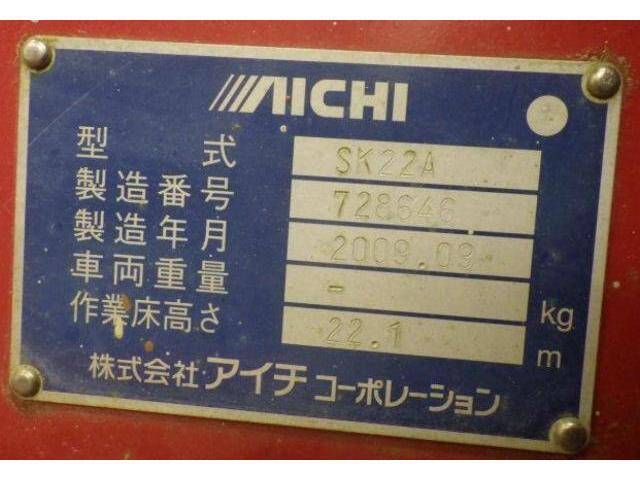 AICHI
型式 SK22A
製造番号 728646
製造年月 2009.03
車両重量 - kg
作業床高さ 22.1 m
株式会社 アイチ コーポレーション